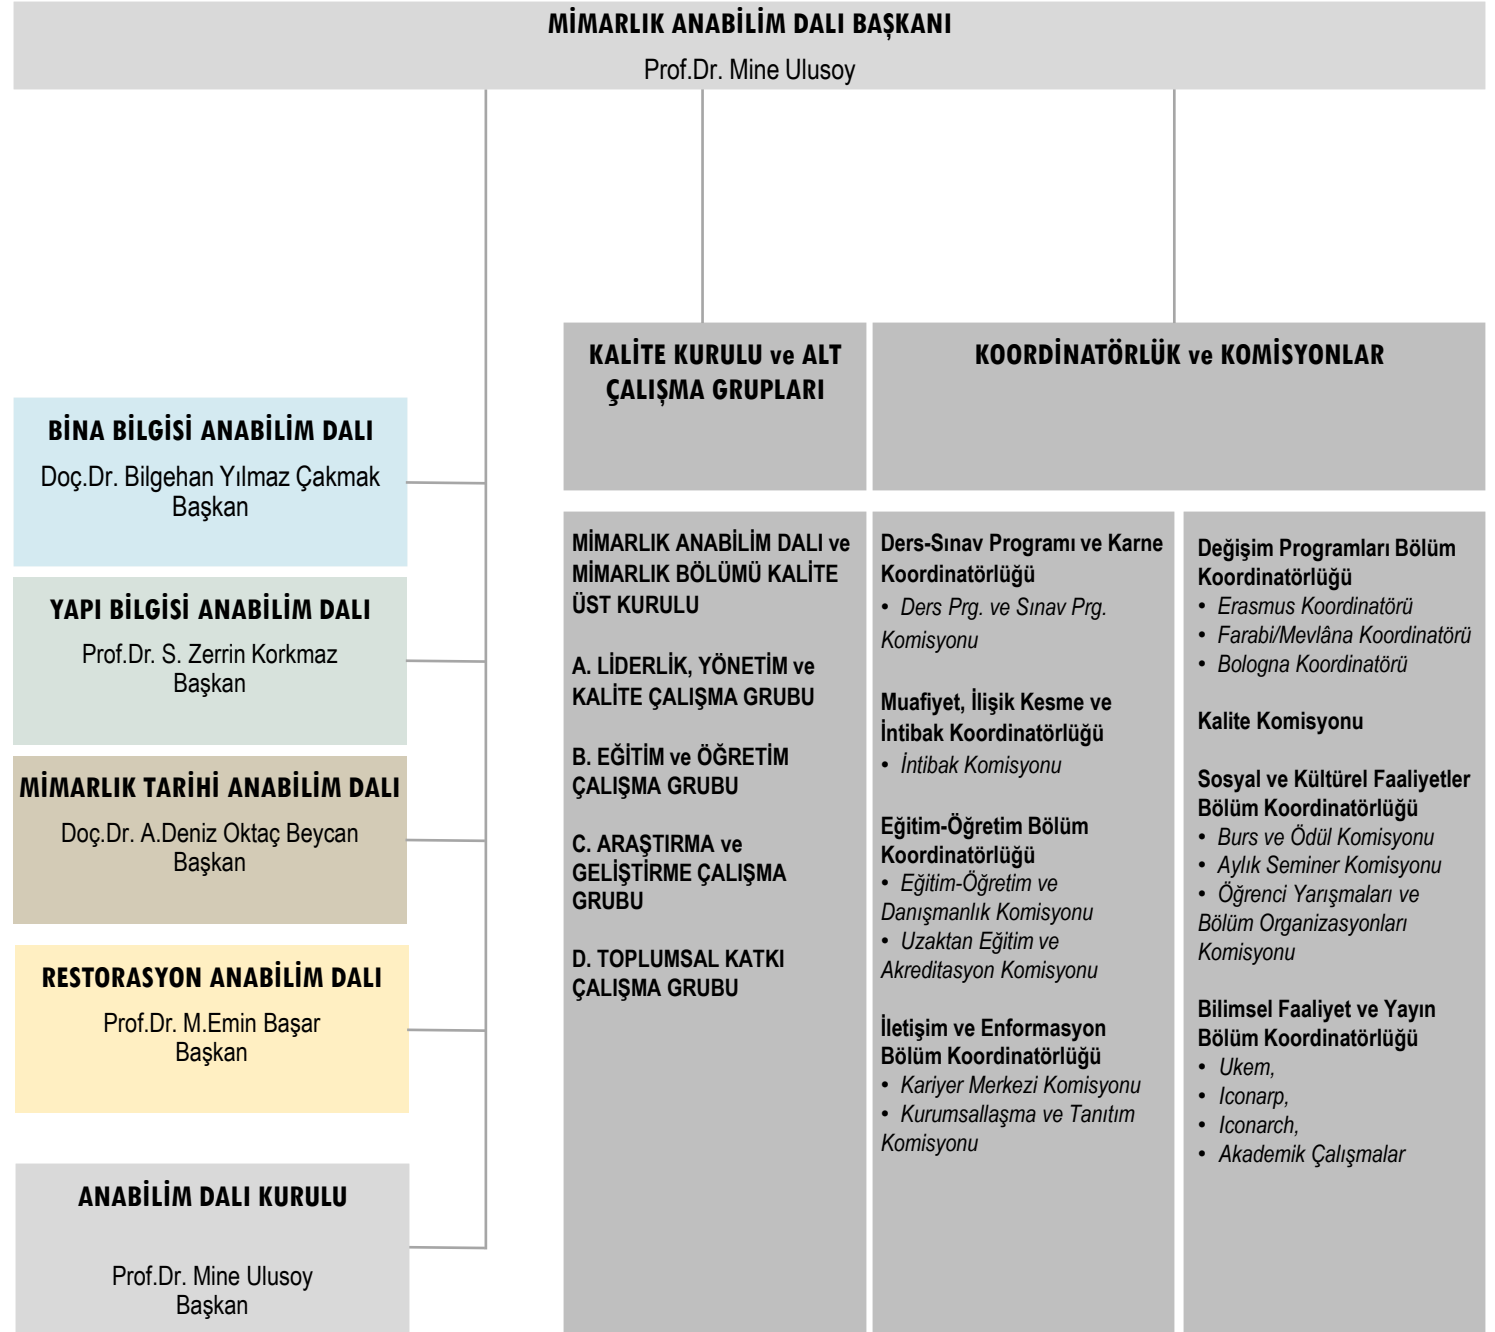 MİMARLIK ANABİLİM DALI BAŞKANI
Prof.Dr. Mine Ulusoy
BİNA BİLGİSİ ANABİLİM DALI
Doç.Dr. Bilgehan Yılmaz Çakmak
Başkan
YAPI BİLGİSİ ANABİLİM DALI
Prof.Dr. S. Zerrin Korkmaz
Başkan
MİMARLIK TARİHİ ANABİLİM DALI
Doç.Dr. A.Deniz Oktaç Beycan
Başkan
RESTORASYON ANABİLİM DALI
Prof.Dr. M.Emin Başar
Başkan
ANABİLİM DALI KURULU
Prof.Dr. Mine Ulusoy
Başkan
KALİTE KURULU ve ALT
ÇALIŞMA GRUPLARI
MİMARLIK ANABİLİM DALI ve
MİMARLIK BÖLÜMÜ KALİTE
ÜST KURULU
A. LİDERLİK, YÖNETİM ve
KALİTE ÇALIŞMA GRUBU
B. EĞİTİM ve ÖĞRETİM
ÇALIŞMA GRUBU
C. ARAŞTIRMA ve
GELİŞTİRME ÇALIŞMA
GRUBU
D. TOPLUMSAL KATKI
ÇALIŞMA GRUBU
KOORDİNATÖRLÜK ve KOMİSYONLAR
Ders-Sınav Programı ve Karne
Koordinatörlüğü
• Ders Prg. ve Sınav Prg.
Komisyonu
Muafiyet, İlişik Kesme ve
İntibak Koordinatörlüğü
• İntibak Komisyonu
Eğitim-Öğretim Bölüm
Koordinatörlüğü
• Eğitim-Öğretim ve
Danışmanlık Komisyonu
• Uzaktan Eğitim ve
Akreditasyon Komisyonu
İletişim ve Enformasyon
Bölüm Koordinatörlüğü
• Kariyer Merkezi Komisyonu
• Kurumsallaşma ve Tanıtım
Komisyonu
Değişim Programları Bölüm
Koordinatörlüğü
• Erasmus Koordinatörü
• Farabi/Mevlâna Koordinatörü
• Bologna Koordinatörü
Kalite Komisyonu
Sosyal ve Kültürel Faaliyetler
Bölüm Koordinatörlüğü
• Burs ve Ödül Komisyonu
• Aylık Seminer Komisyonu
• Öğrenci Yarışmaları ve
Bölüm Organizasyonları
Komisyonu
Bilimsel Faaliyet ve Yayın
Bölüm Koordinatörlüğü
• Ukem,
• Iconarp,
• Iconarch,
• Akademik Çalışmalar